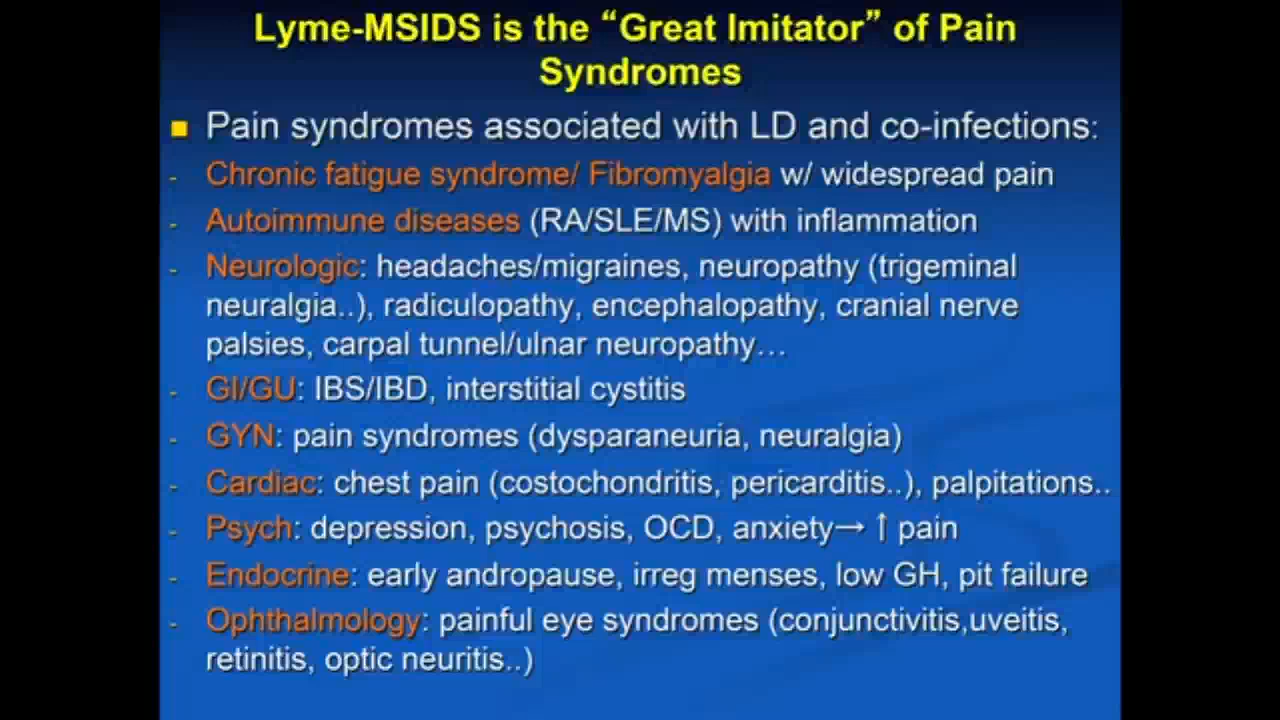 Lyme-MSIDS is the “Great Imitator” of Pain
Syndromes
Pain syndromes associated with LD and co-infections:
- Chronic fatigue syndrome/ Fibromyalgia w/ widespread pain
- Autoimmune diseases (RA/SLE/MS) with inflammation
- Neurologic: headaches/migraines, neuropathy (trigeminal
neuralgia..), radiculopathy, encephalopathy, cranial nerve
palsies, carpal tunnel/ulnar neuropathy…
- GI/GU: IBS/IBD, interstitial cystitis
- GYN: pain syndromes (dysparaneuria, neuralgia)
- Cardiac: chest pain (costochondritis, pericarditis..), palpitations..
- Psych: depression, psychosis, OCD, anxiety→ ↑ pain
- Endocrine: early andropause, irreg menses, low GH, pit failure
- Ophthalmology: painful eye syndromes (conjunctivitis,uveitis,
retinitis, optic neuritis..)